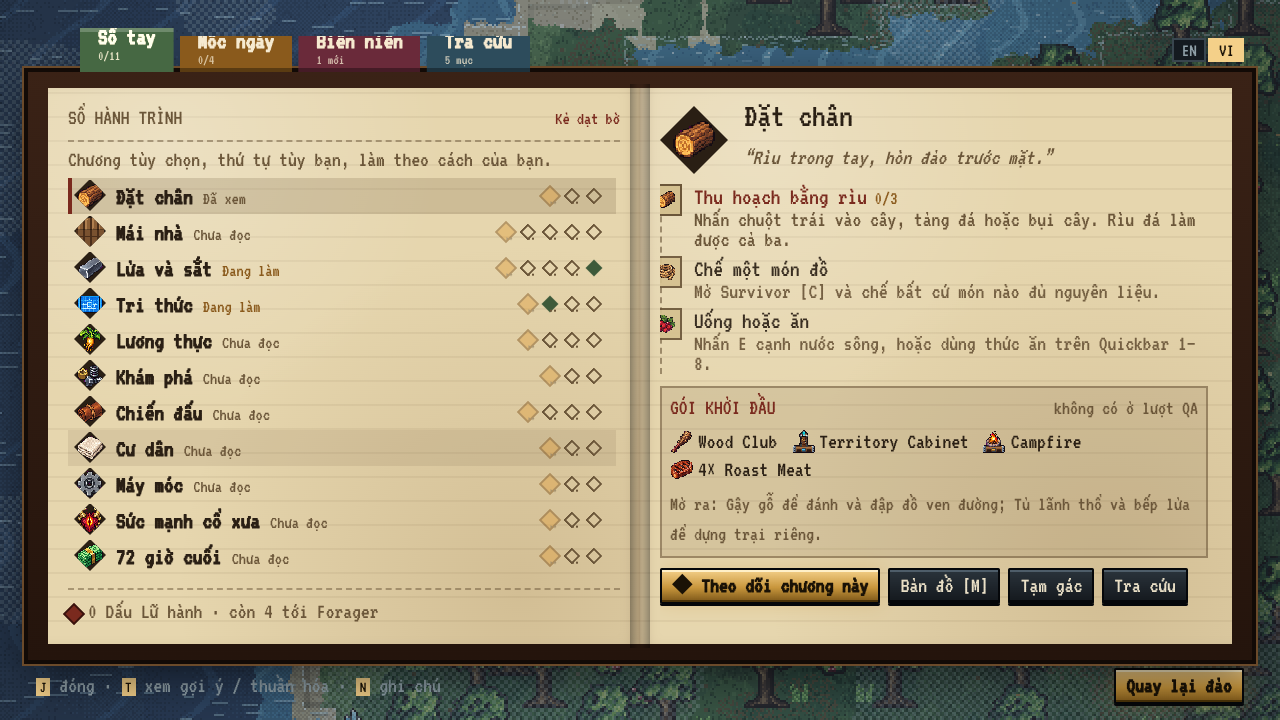 Sổ tay
0/11
Mốc ngày
0/4
Biên niên
1 mới
Tra cứu
5 mục
EN
VI
SỔ HÀNH TRÌNH
Kẻ dạt bờ
Chương tùy chọn, thứ tự tùy bạn, làm theo cách của bạn.
Đặt chân Đã xem
Mái nhà Chưa đọc
Lửa và sắt Đang làm
Tri thức Đang làm
Lương thực Chưa đọc
Khám phá Chưa đọc
Chiến đấu Chưa đọc
Cư dân Chưa đọc
Máy móc Chưa đọc
Sức mạnh cổ xưa Chưa đọc
72 giờ cuối Chưa đọc
0 Dấu Lữ hành · còn 4 tới Forager
Đặt chân
“Rìu trong tay, hòn đảo trước mặt.”
Thu hoạch bằng rìu 0/3
Nhấn chuột trái vào cây, tảng đá hoặc bụi cây. Rìu đá làm
được cả ba.
Chế một món đồ
Mở Survivor [C] và chế bất cứ món nào đủ nguyên liệu.
Uống hoặc ăn
Nhấn E cạnh nước sông, hoặc dùng thức ăn trên Quickbar 1–
8.
GÓI KHỞI ĐẦU
không có ở lượt QA
Wood Club
Territory Cabinet
Campfire
4X Roast Meat
Mở ra: Gậy gỗ để đánh và đập đồ ven đường; Tủ lãnh thổ và bếp lửa
để dựng trại riêng.
Theo dõi chương này
Bản đồ [M]
Tạm gác
Tra cứu
J đóng · T xem gợi ý / thuần hóa · N ghi chú
Quay lại đảo